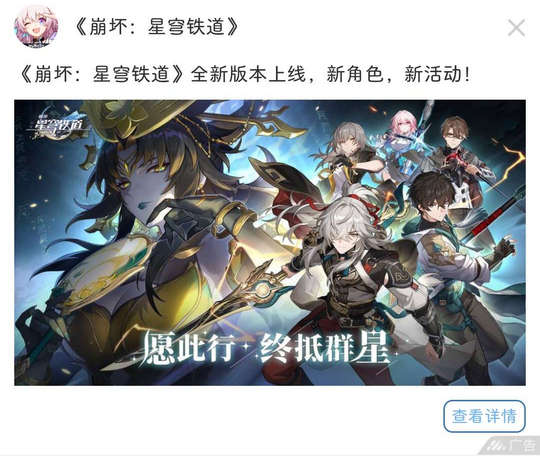 《崩坏：星穹铁道》
《崩坏：星穹铁道》全新版本上线，新角色，新活动！
崩坏
星穹铁道
愿此行，终抵群星
查看详情
广告